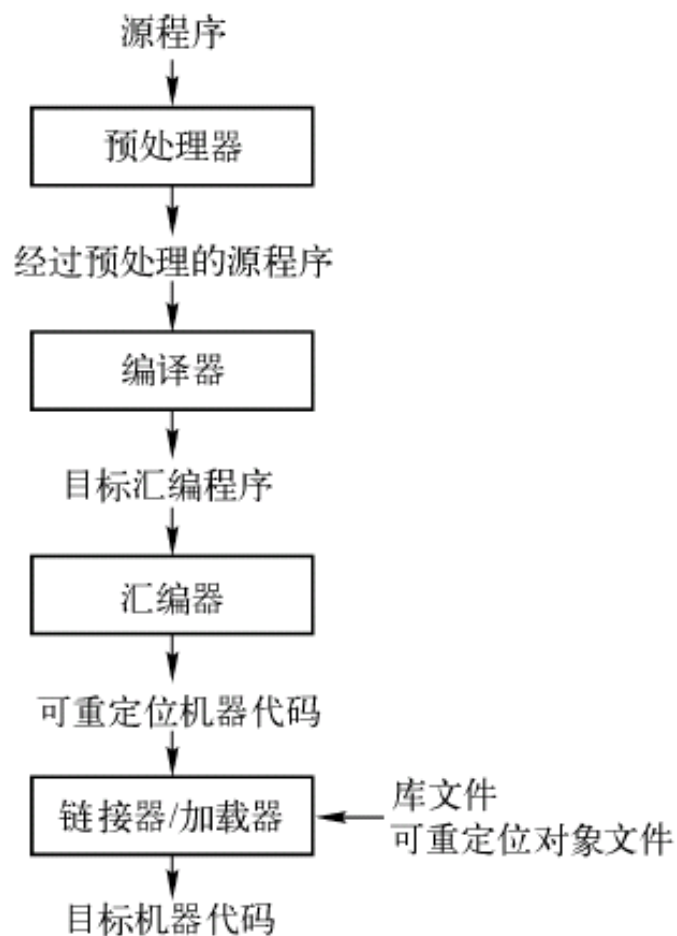 源程序
预处理器
经过预处理的源程序
编译器
目标汇编程序
汇编器
可重定位机器代码
链接器/加载器
库文件
可重定位对象文件
目标机器代码